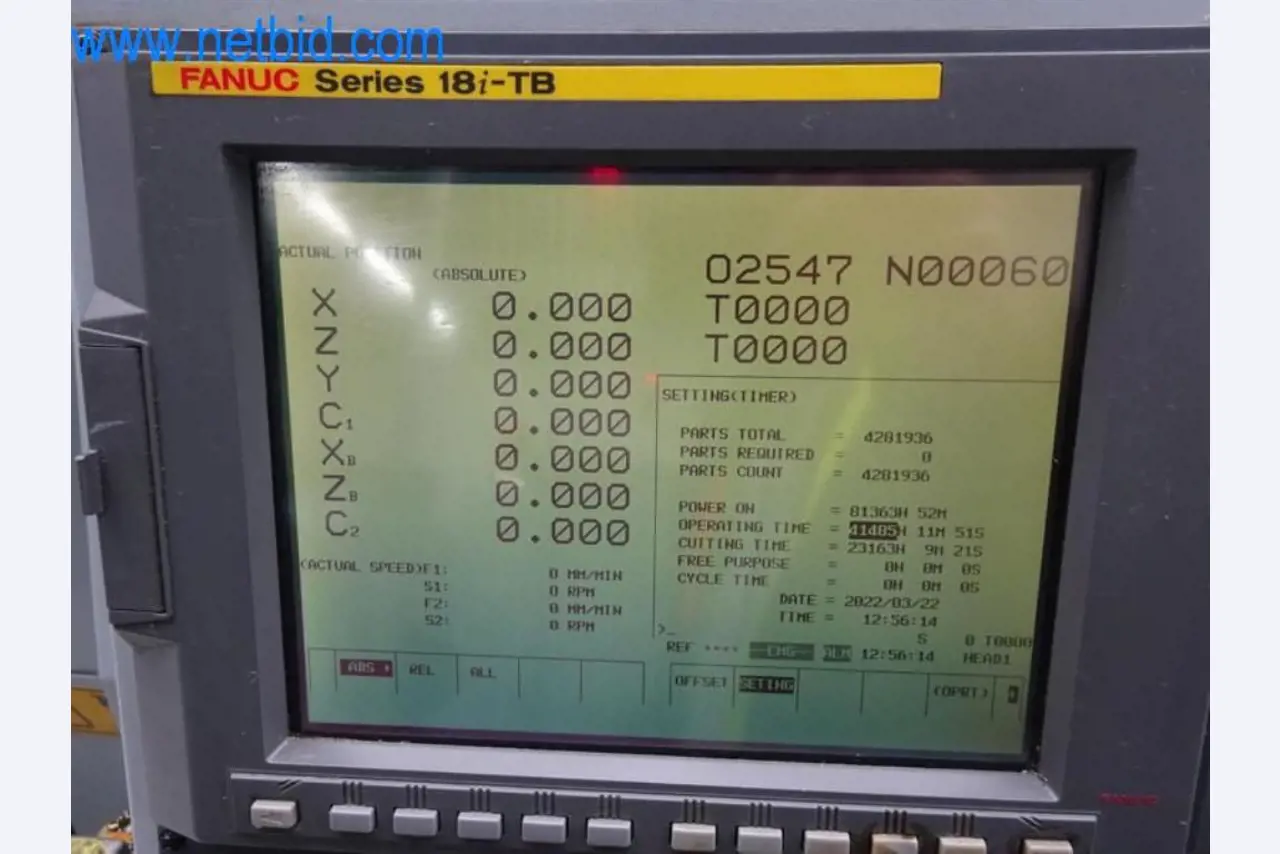 www.netbid.com
FANUC Series 18i-TB
ACTUAL POSITION
(ABSOLUTE)
O2547 N00060
X 0.000 T0000
Z 0.000 T0000
Y 0.000
C1 0.000
XB 0.000
ZB 0.000
C2 0.000
(ACTUAL SPEED)F1: 0 MM/MIN
S1: 0 RPM
F2: 0 MM/MIN
S2: 0 RPM
ABS REL ALL
SETTING(TIMER)
PARTS TOTAL = 4281936
PARTS REQUIRED = 0
PARTS COUNT = 4281936
POWER ON = 81363H 52M
OPERATING TIME = 41485H 11M 51S
CUTTING TIME = 23163H 9M 21S
FREE PURPOSE = 0H 0M 0S
CYCLE TIME = 0H 0M 0S
DATE = 2022/03/22
TIME = 12:56:14
>_
S 0 T0000
REF **** --EMG-- ALM 12:56:14 HEAD1
OFFSET SETING (OPRT)
FANUC